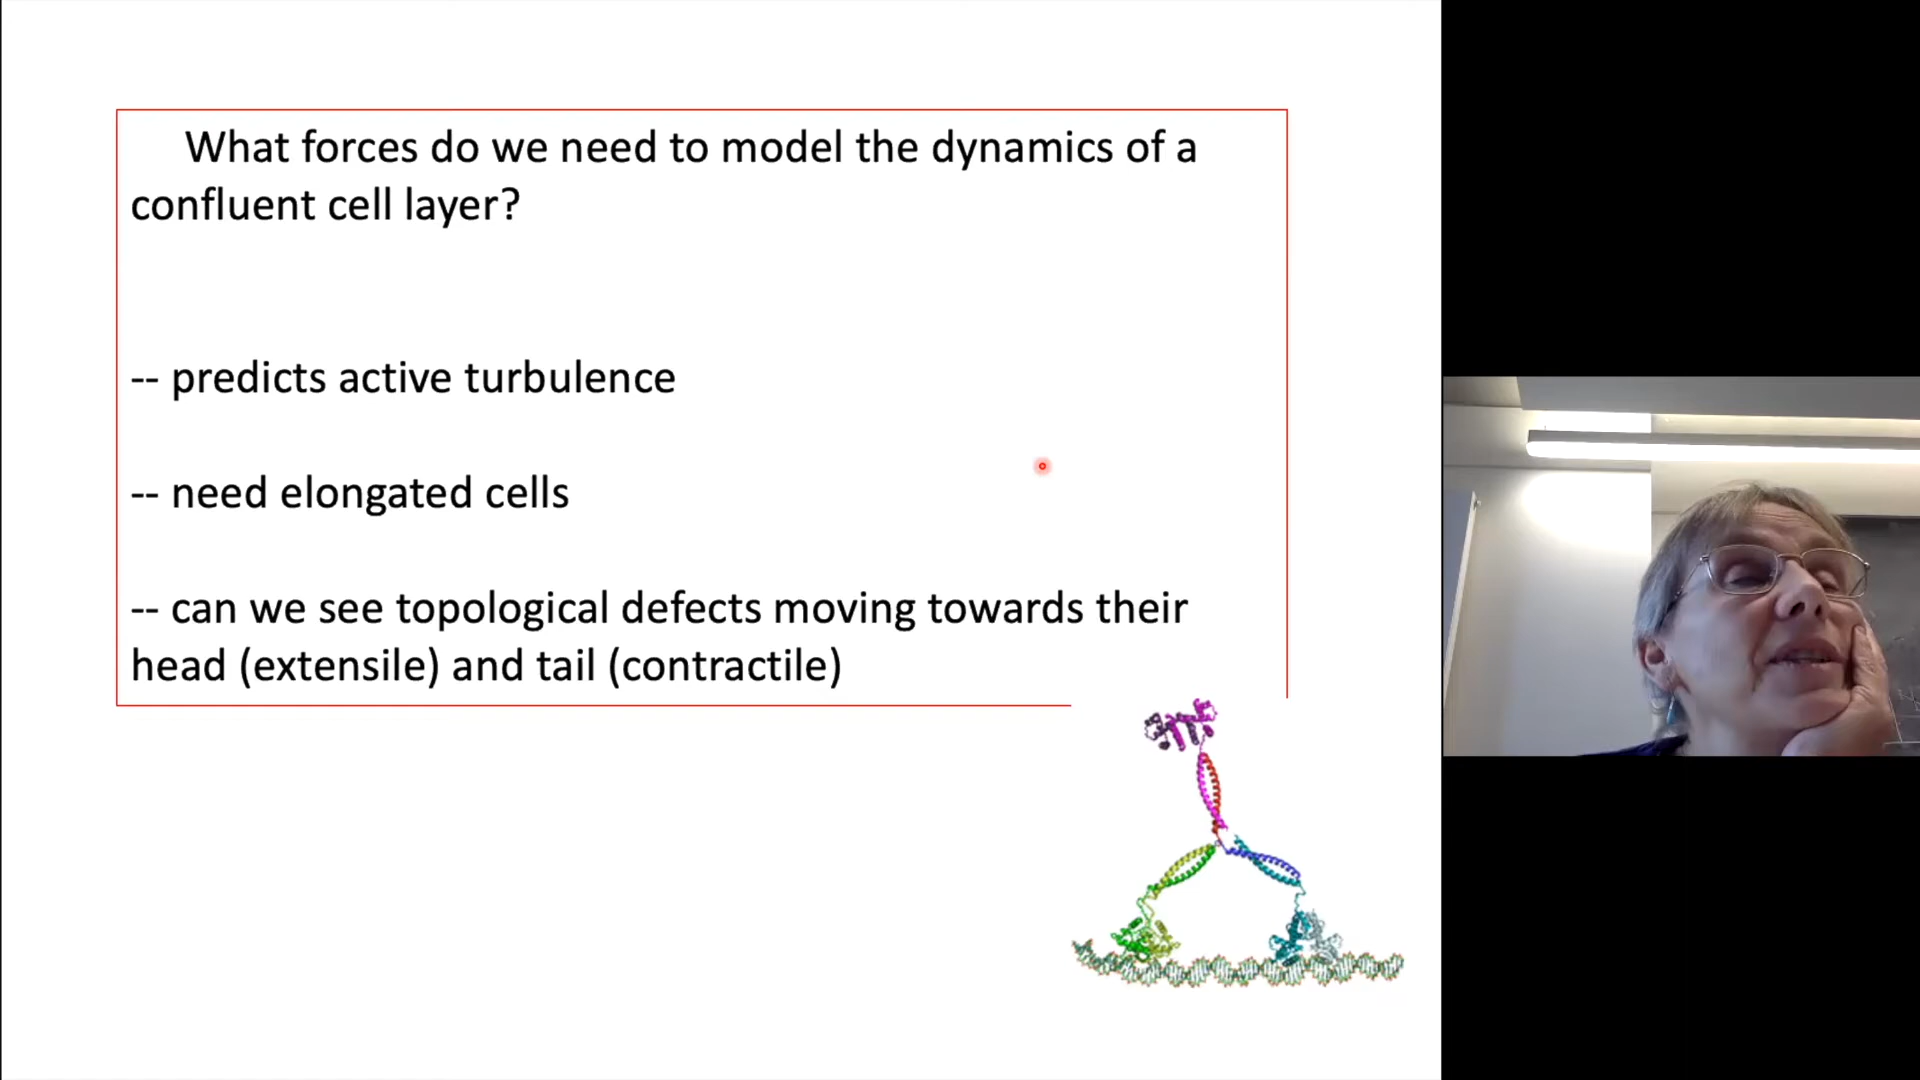 What forces do we need to model the dynamics of a
confluent cell layer?
-- predicts active turbulence
-- need elongated cells
-- can we see topological defects moving towards their
head (extensile) and tail (contractile)